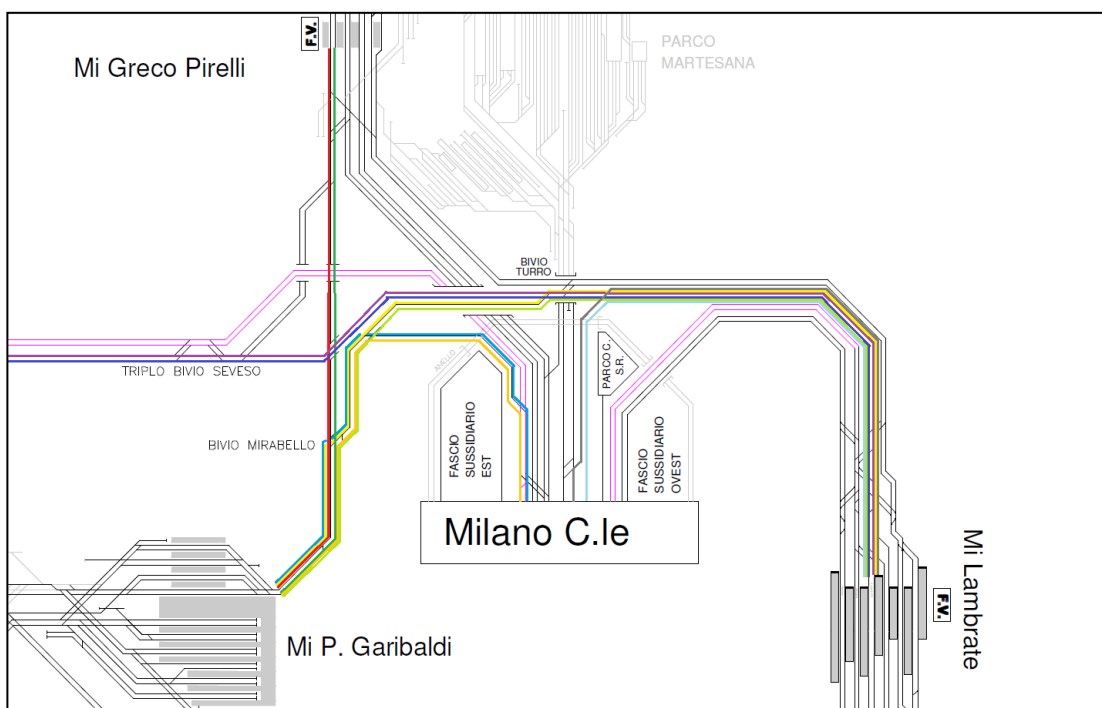 F.V.
Mi Greco Pirelli
PARCO
MARTESANA
BIVIO
TURRO
TRIPLO BIVIO SEVESO
ANELLO
PARCO C.
S.R.
BIVIO MIRABELLO
FASCIO
SUSSIDIARIO
EST
FASCIO
SUSSIDIARIO
OVEST
Milano C.le
Mi Lambrate
F.V.
Mi P. Garibaldi